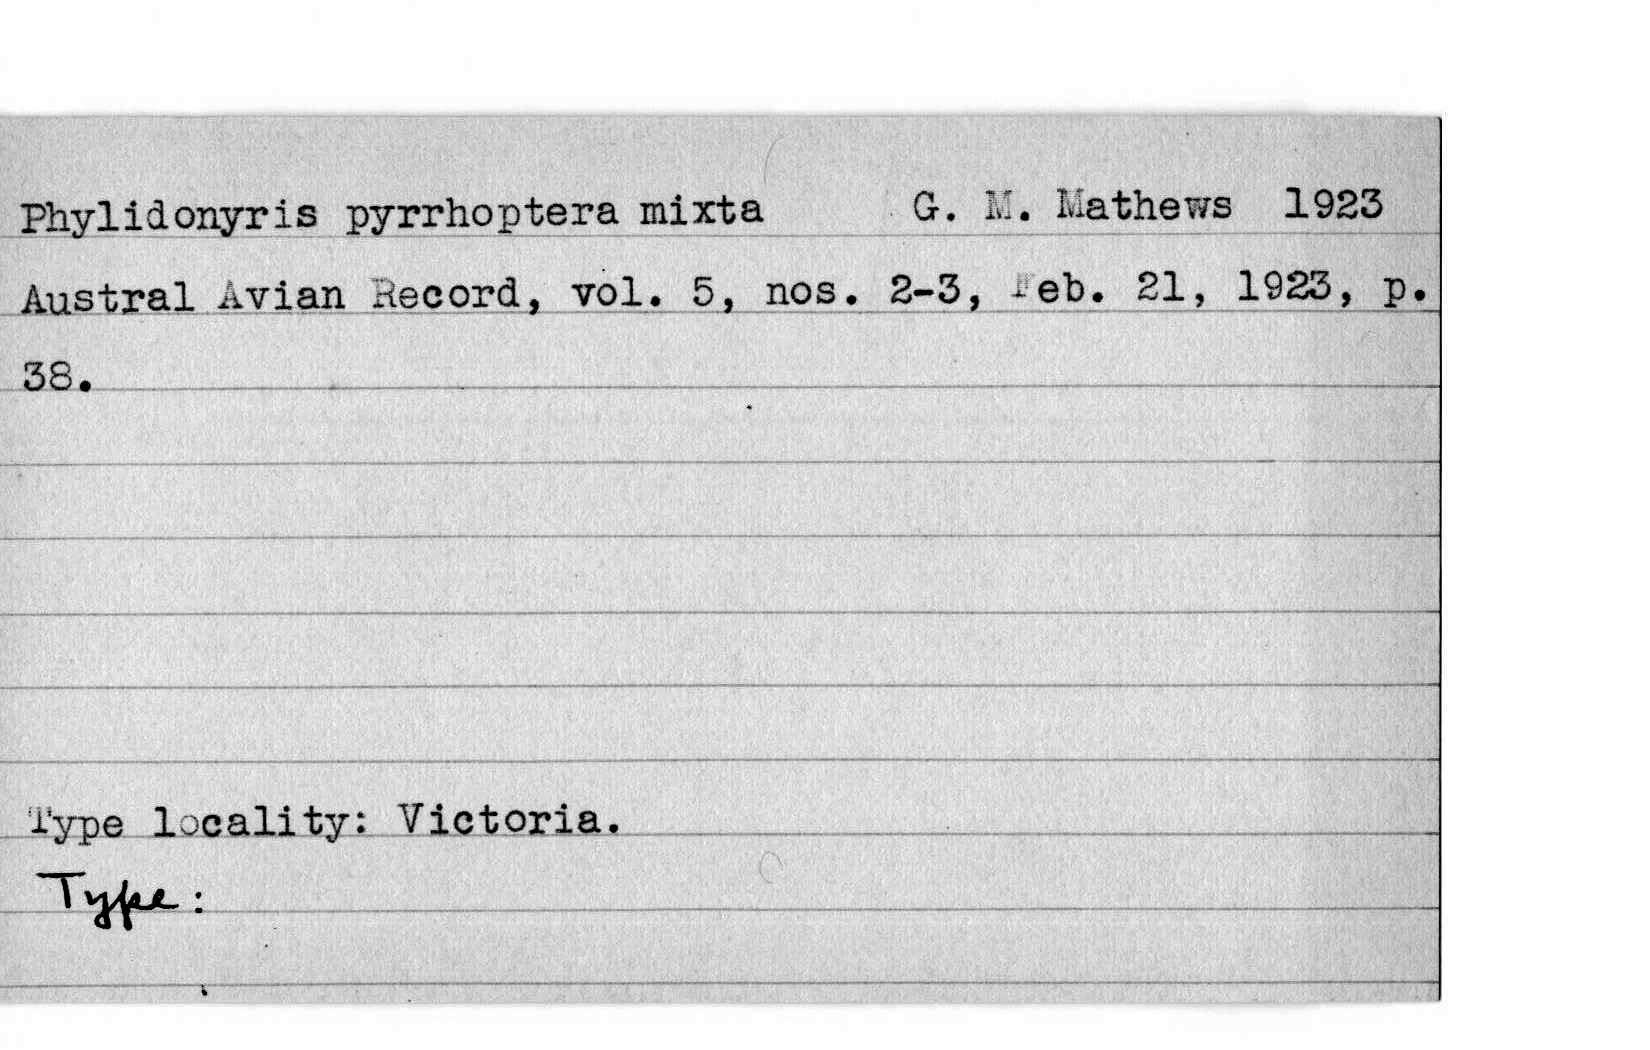 Phylidonyris pyrrhoptera mixta G. M. Mathews 1923
Austral Avian Record, vol. 5, nos. 2-3, Feb. 21, 1923, p.
38.
Type locality: Victoria.
Type: